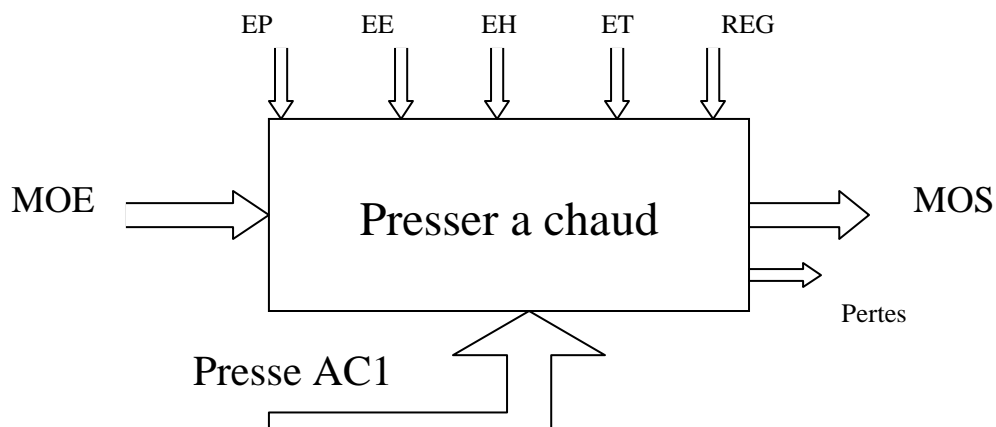 EP EE EH ET REG
MOE
Presser a chaud
MOS
Pertes
Presse AC1